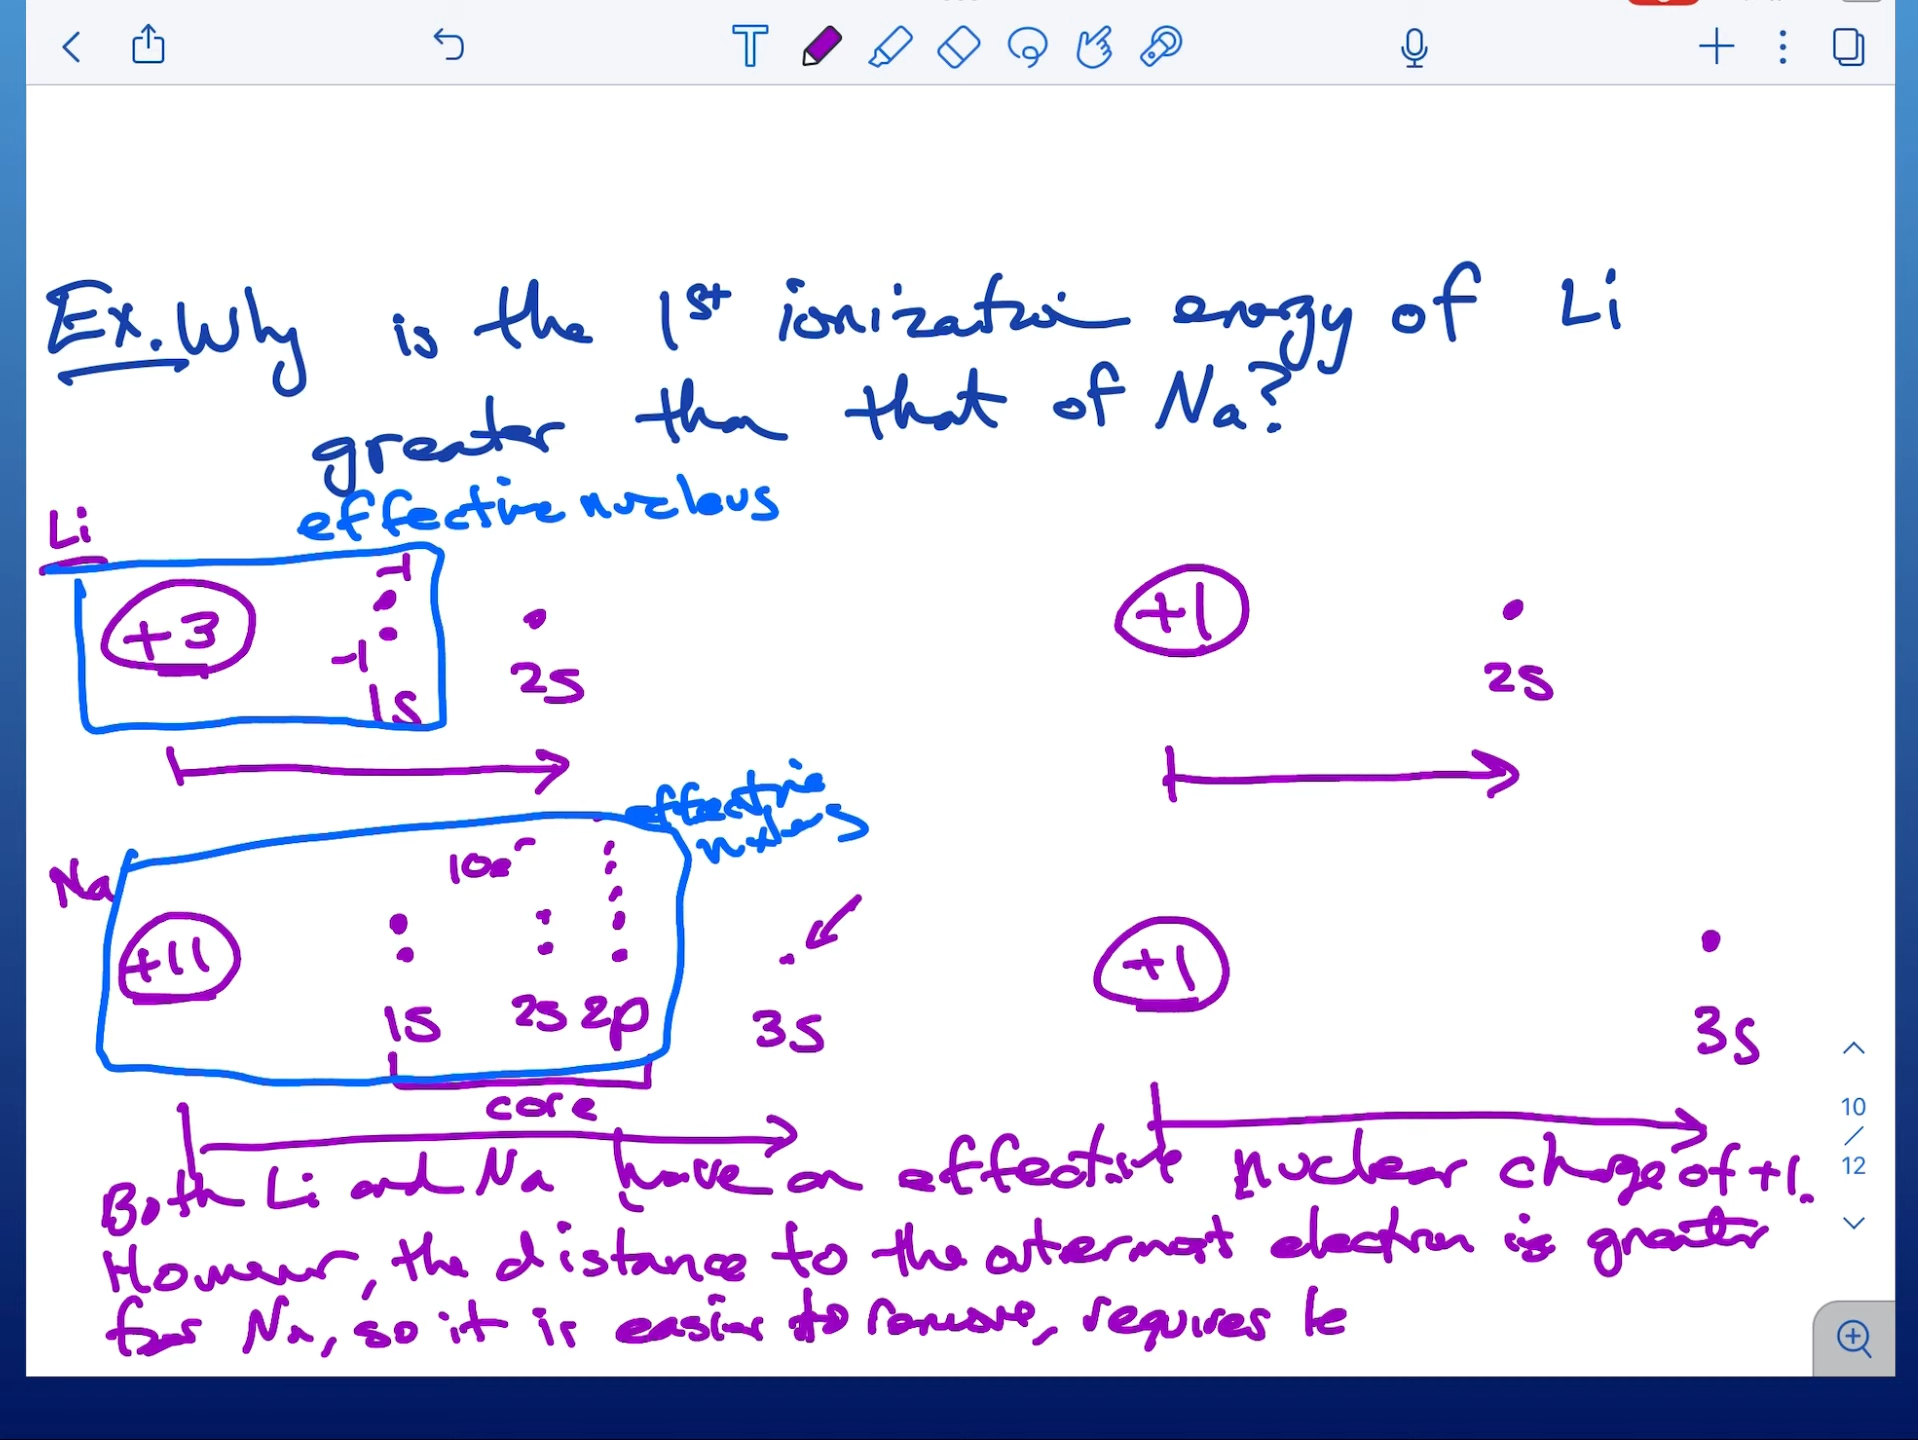 Ex. Why is the 1st ionization energy of Li
greater than that of Na?
effective nucleus
Li
+3
-1
-1
1s
2s
+1
2s
effective
nucleus
Na
10e-
+11
1s
2s
2p
3s
core
+1
3s
Both Li and Na have an effective nuclear charge of +1.
However, the distance to the outermost electron is greater
for Na, so it is easier to remove, requires le
10
/
12